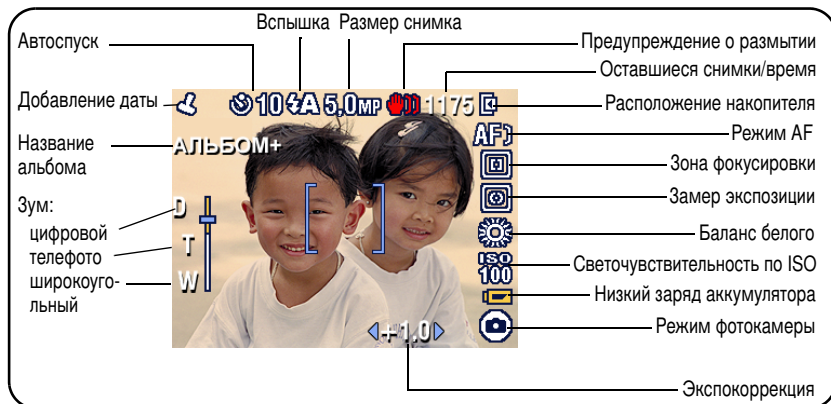 Вспышка Размер снимка
Автоспуск
Предупреждение о размытии
Оставшиеся снимки/время
Добавление даты
10 A 5,0MP 1175
Расположение накопителя
AF
Режим AF
Название
альбома
АЛЬБОМ+
Зона фокусировки
Зум:
Замер экспозиции
D
цифровой
T
телефото
W
широкоуго-
льный
Баланс белого
ISO
100
Светочувствительность по ISO
Низкий заряд аккумулятора
Режим фотокамеры
+1.0
Экспокоррекция